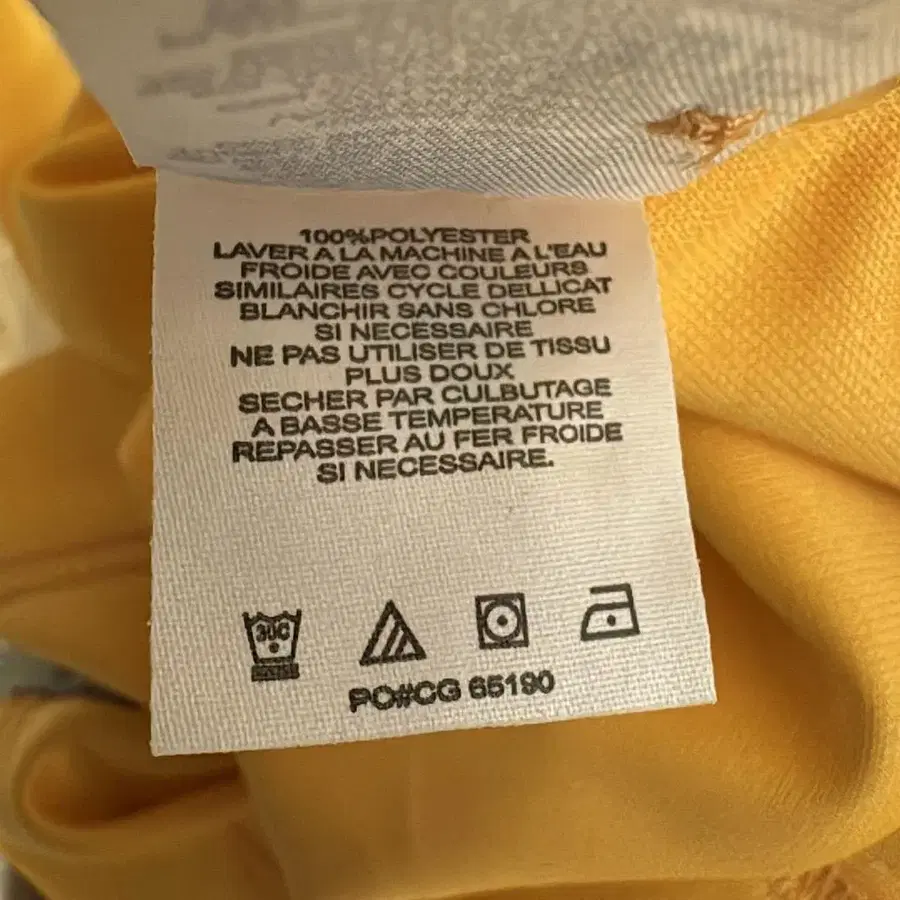 100%POLYESTER
LAVER A LA MACHINE A L'EAU
FROIDE AVEC COULEURS
SIMILAIRES CYCLE DELLICAT
BLANCHIR SANS CHLORE
SI NECESSAIRE
NE PAS UTILISER DE TISSU
PLUS DOUX
SECHER PAR CULBUTAGE
A BASSE TEMPERATURE
REPASSER AU FER FROIDE
SI NECESSAIRE.
30C
PO#CG 65190